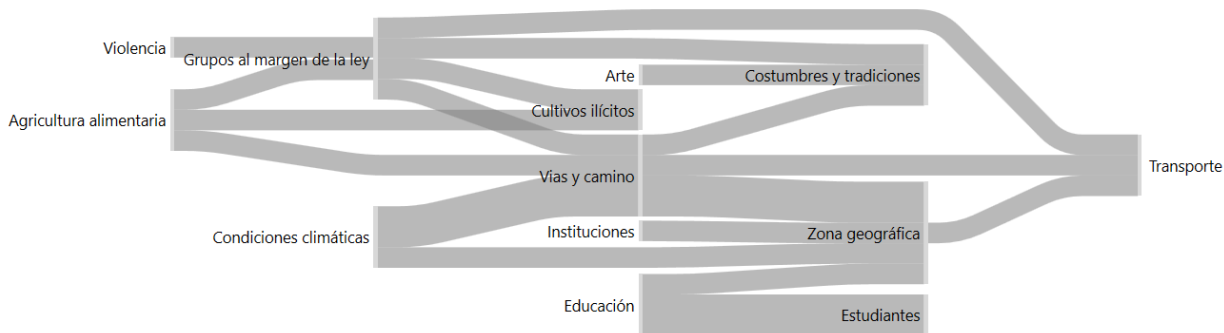 Violencia
Grupos al margen de la ley
Agricultura alimentaria
Arte
Costumbres y tradiciones
Cultivos ilícitos
Vías y camino
Transporte
Condiciones climáticas
Instituciones
Zona geográfica
Educación
Estudiantes